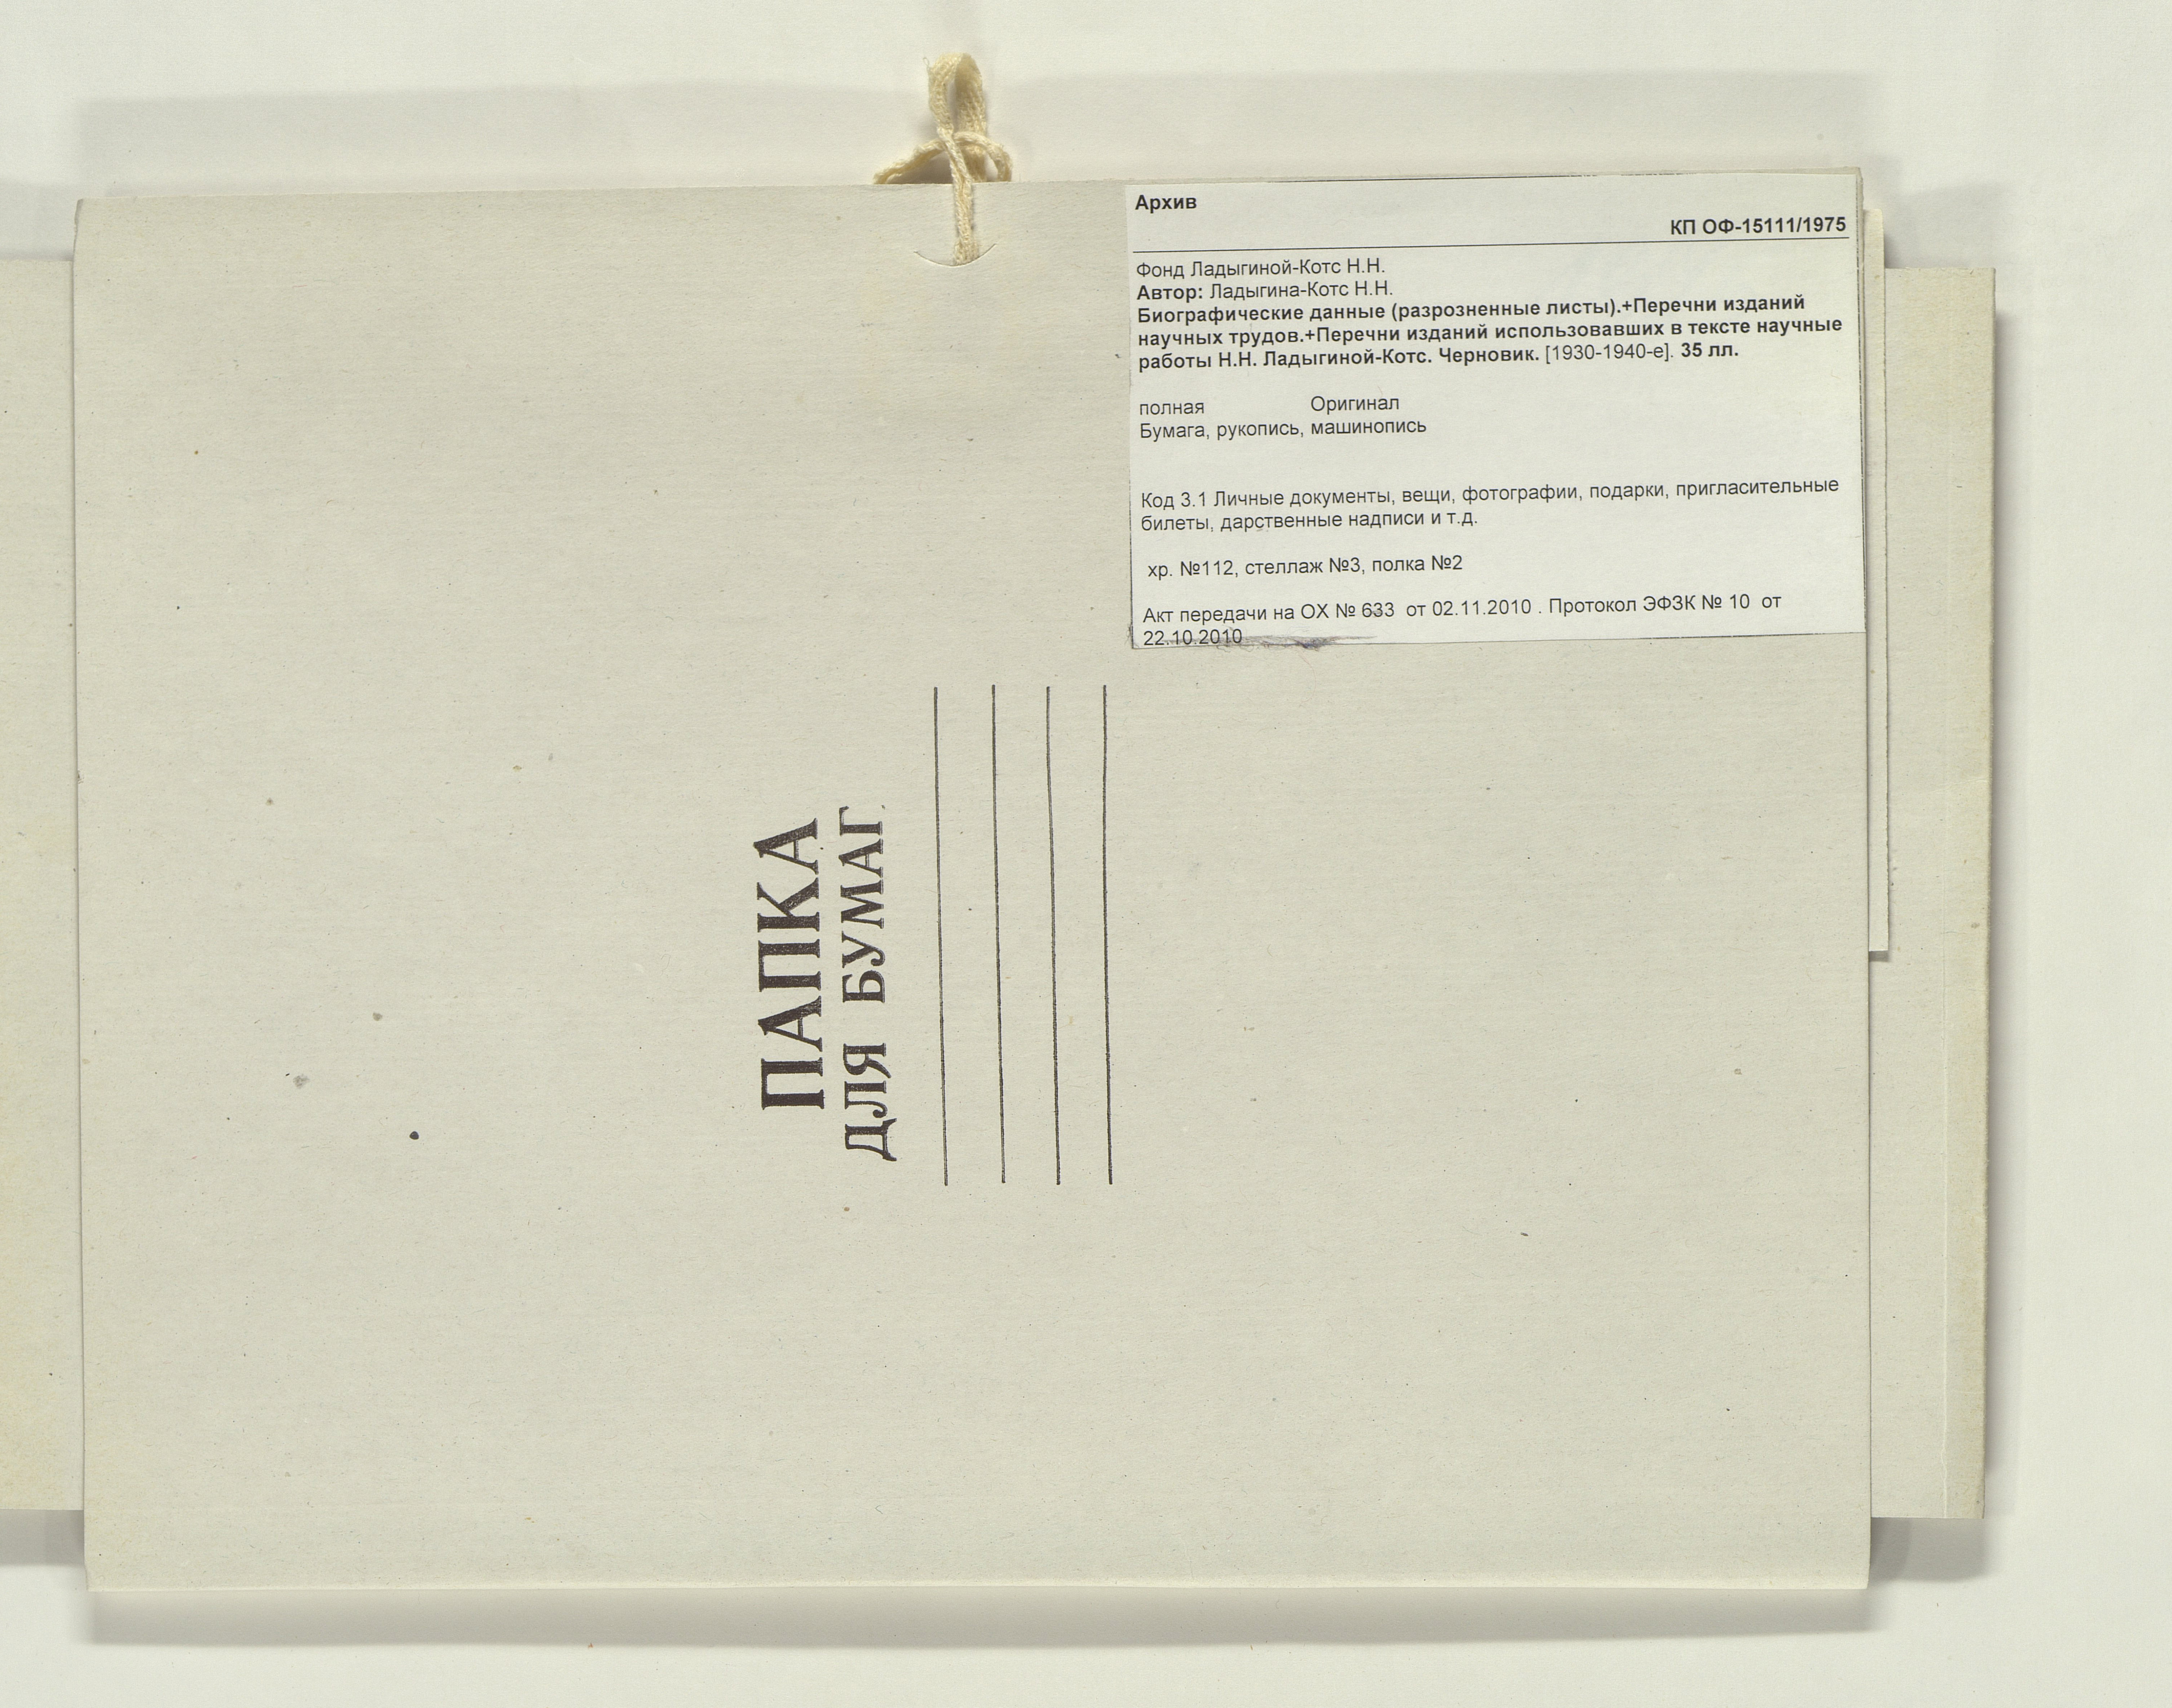 Архив
КП ОФ-15111/1975
Фонд Ладыгиной-Котс Н.Н.
Автор: Ладыгина-Котс Н.Н.
Биографические данные (разрозненные листы).+Перечни изданий
научных трудов.+Перечни изданий использовавших в тексте научные
работы Н.Н. Ладыгиной-Котс. Черновик. [1930-1940-е]. 35 лл.
полная Оригинал
Бумага, рукопись, машинопись
Код 3.1 Личные документы, вещи, фотографии, подарки, пригласительные
билеты, дарственные надписи и т.д.
хр. №112, стеллаж №3, полка №2
Акт передачи на ОХ № 633 от 02.11.2010 . Протокол ЭФЗК № 10 от
22.10.2010
ПАПКА
ДЛЯ БУМАГ